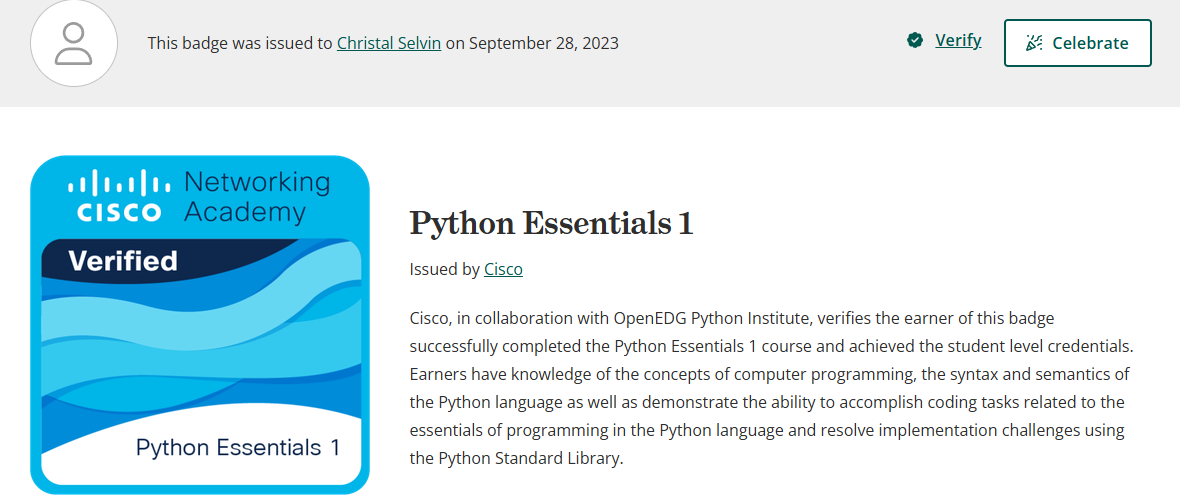 This badge was issued to Christal Selvin on September 28, 2023
Verify
Celebrate
Networking
CISCO Academy
Verified
Python Essentials 1
Python Essentials 1
Issued by Cisco
Cisco, in collaboration with OpenEDG Python Institute, verifies the earner of this badge
successfully completed the Python Essentials 1 course and achieved the student level credentials.
Earners have knowledge of the concepts of computer programming, the syntax and semantics of
the Python language as well as demonstrate the ability to accomplish coding tasks related to the
essentials of programming in the Python language and resolve implementation challenges using
the Python Standard Library.